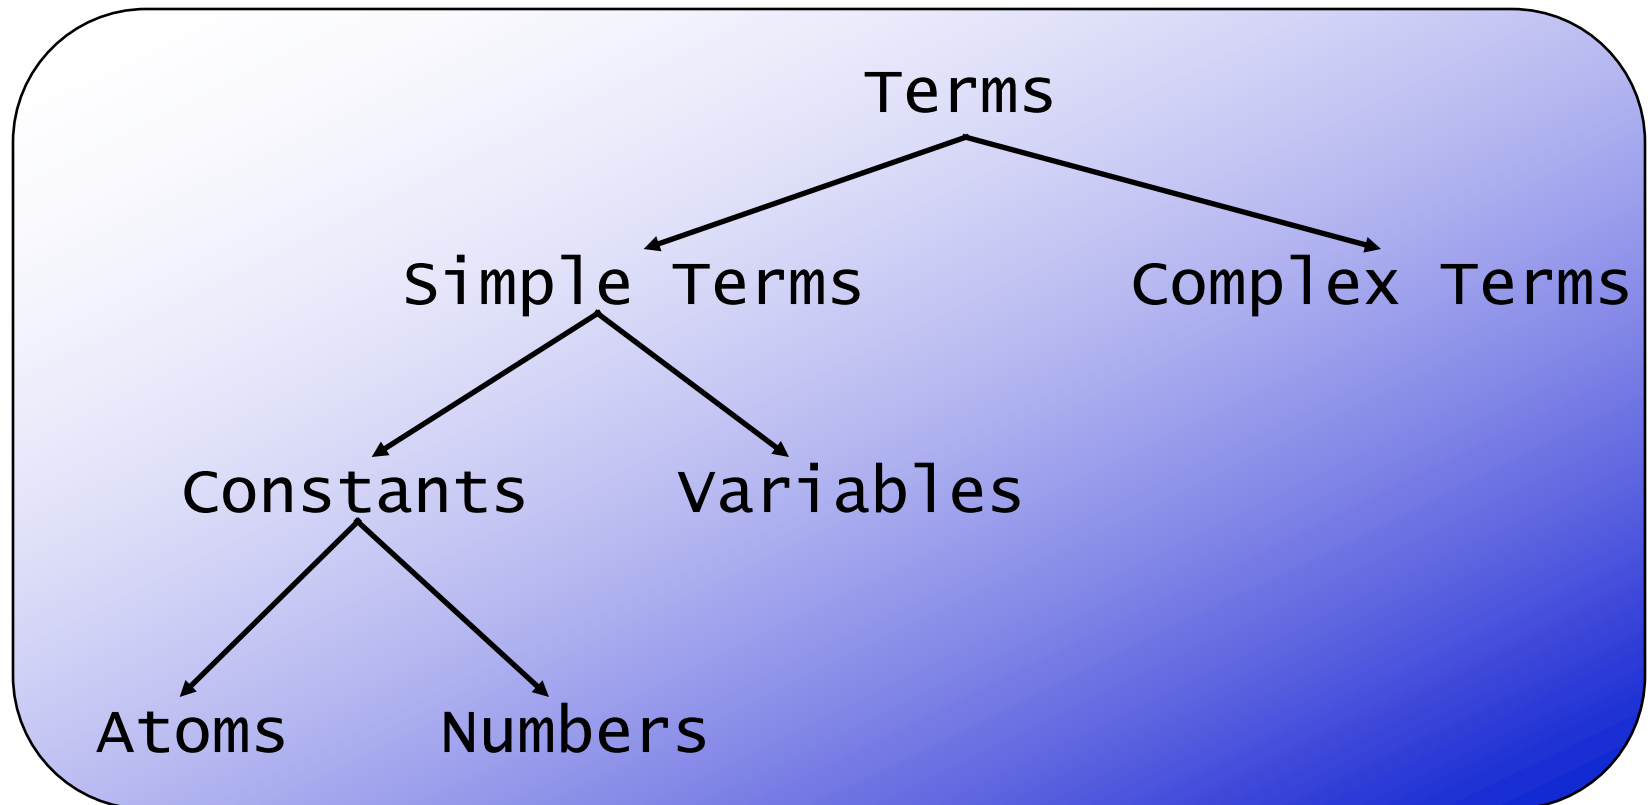 Terms
Simple Terms
Complex Terms
Constants
Variables
Atoms
Numbers